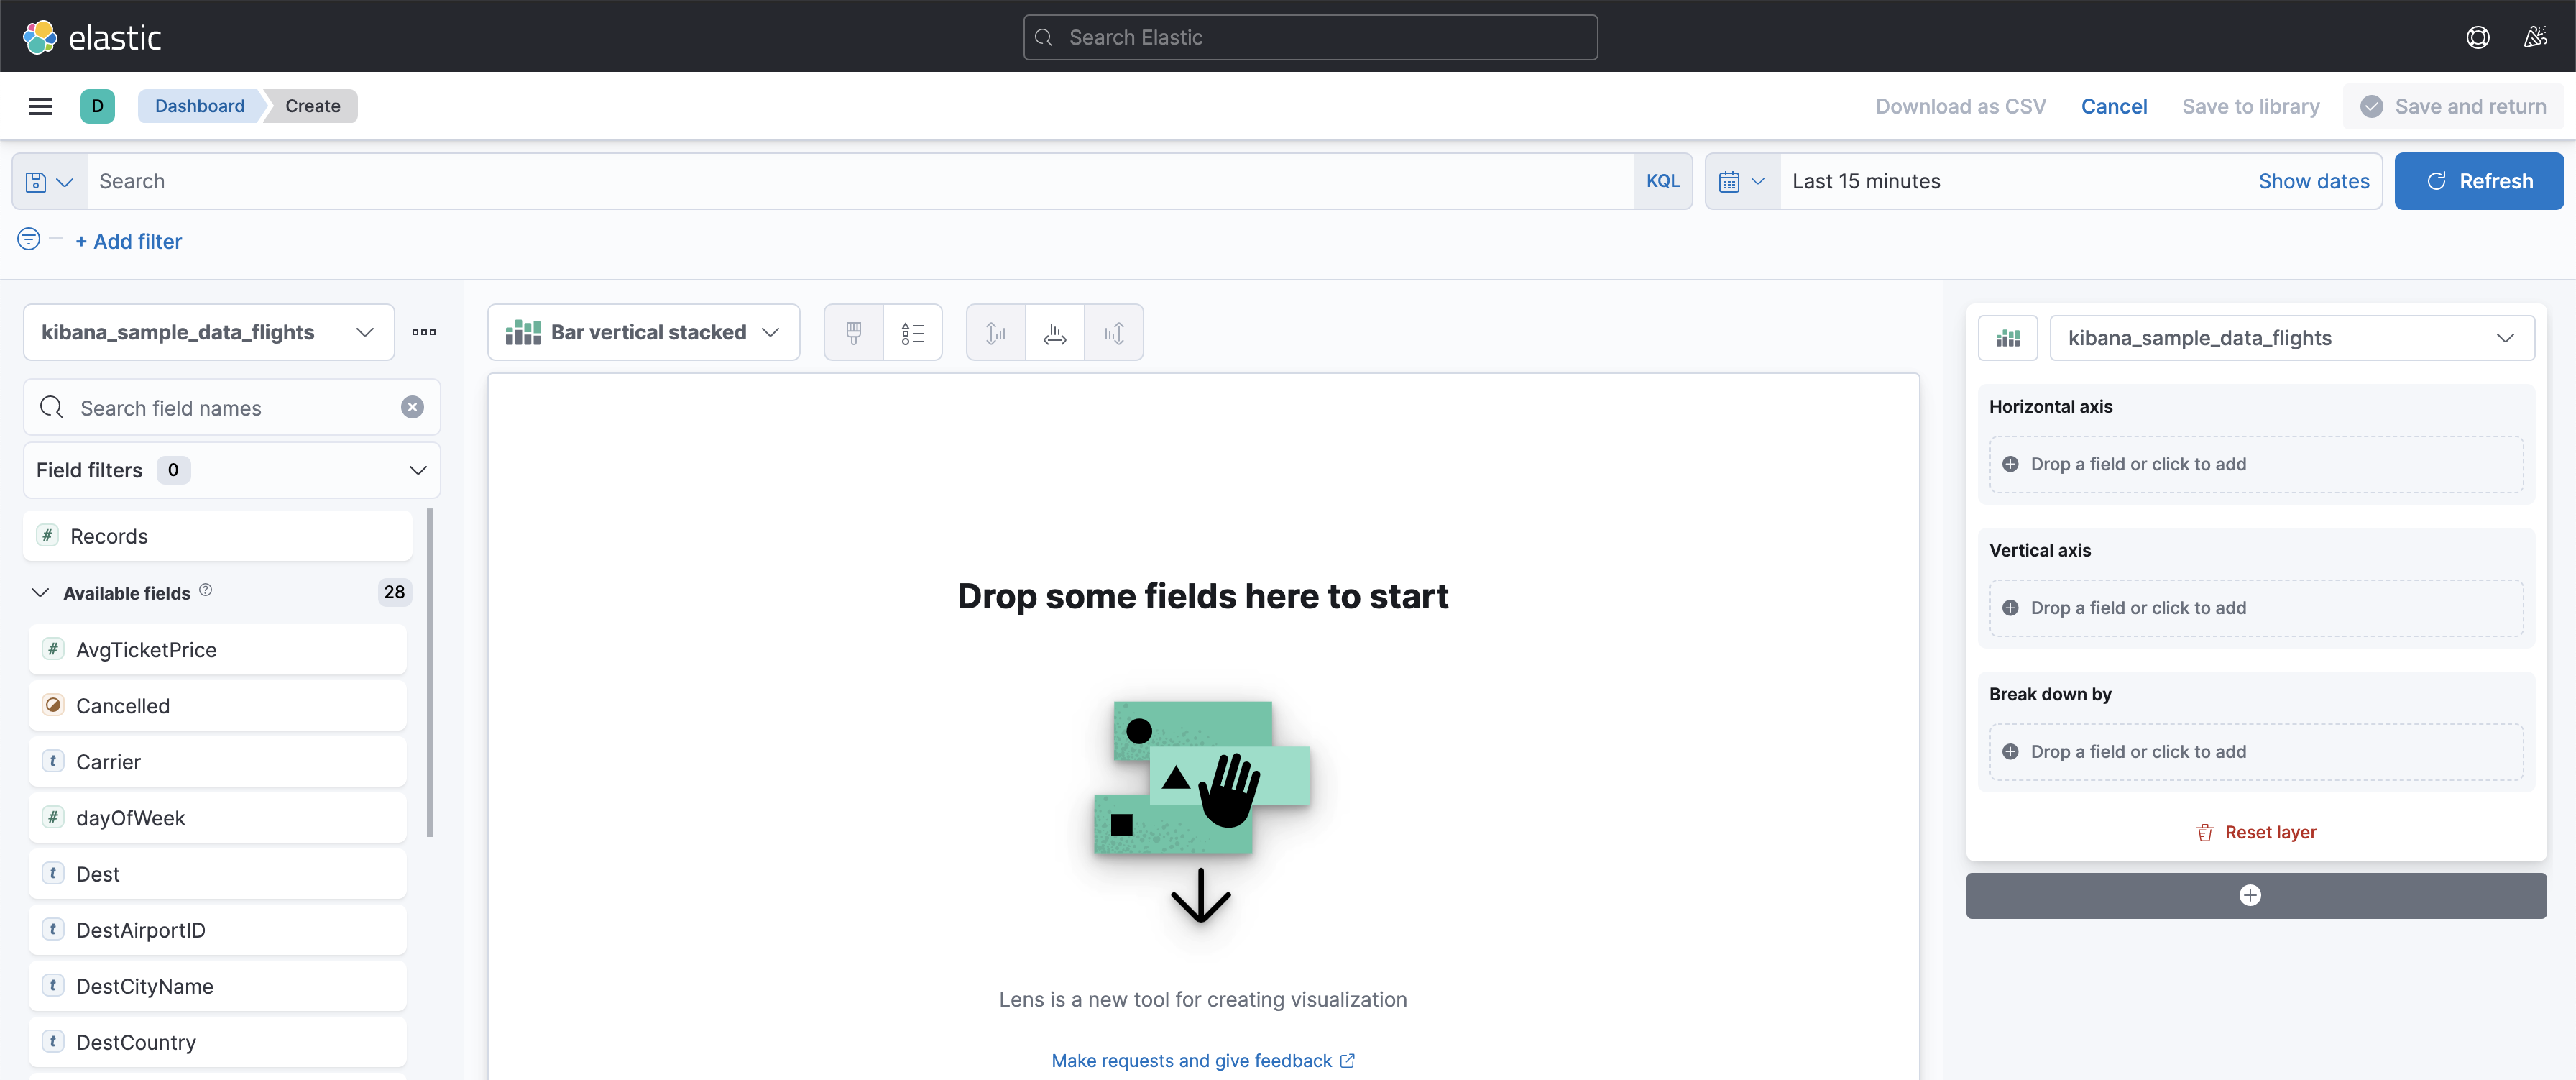 elastic
Search Elastic
D
Dashboard
Create
Download as CSV
Cancel
Save to library
Save and return
Search
KQL
Last 15 minutes
Show dates
Refresh
+ Add filter
kibana_sample_data_flights
Bar vertical stacked
kibana_sample_data_flights
Search field names
Horizontal axis
Drop a field or click to add
Field filters 0
# Records
Vertical axis
Drop a field or click to add
Available fields 28
Drop some fields here to start
# AvgTicketPrice
Cancelled
Break down by
Drop a field or click to add
t Carrier
# dayOfWeek
Reset layer
t Dest
t DestAirportID
t DestCityName
Lens is a new tool for creating visualization
t DestCountry
Make requests and give feedback